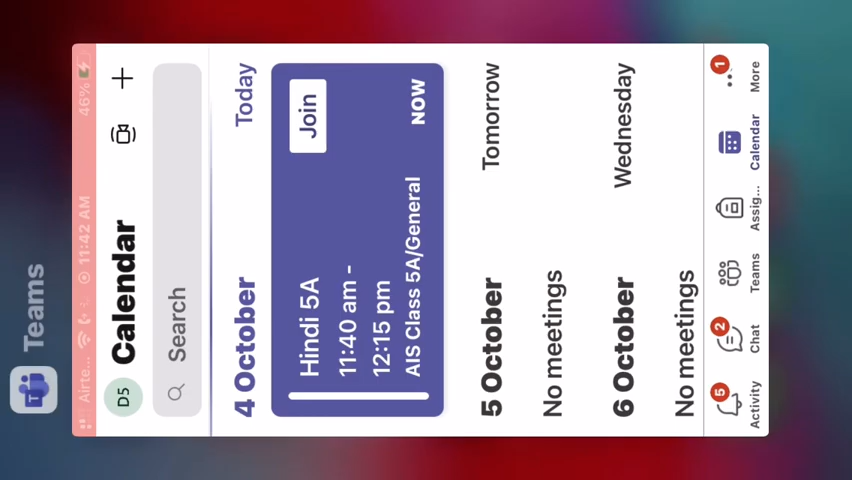 Teams
Airte... 11:42 AM 46%
D5 Calendar
Search
4 October Today
Hindi 5A Join
11:40 am -
12:15 pm
AIS Class 5A/General NOW
5 October Tomorrow
No meetings
6 October Wednesday
No meetings
5 2 1
Activity Chat Teams Assig... Calendar More